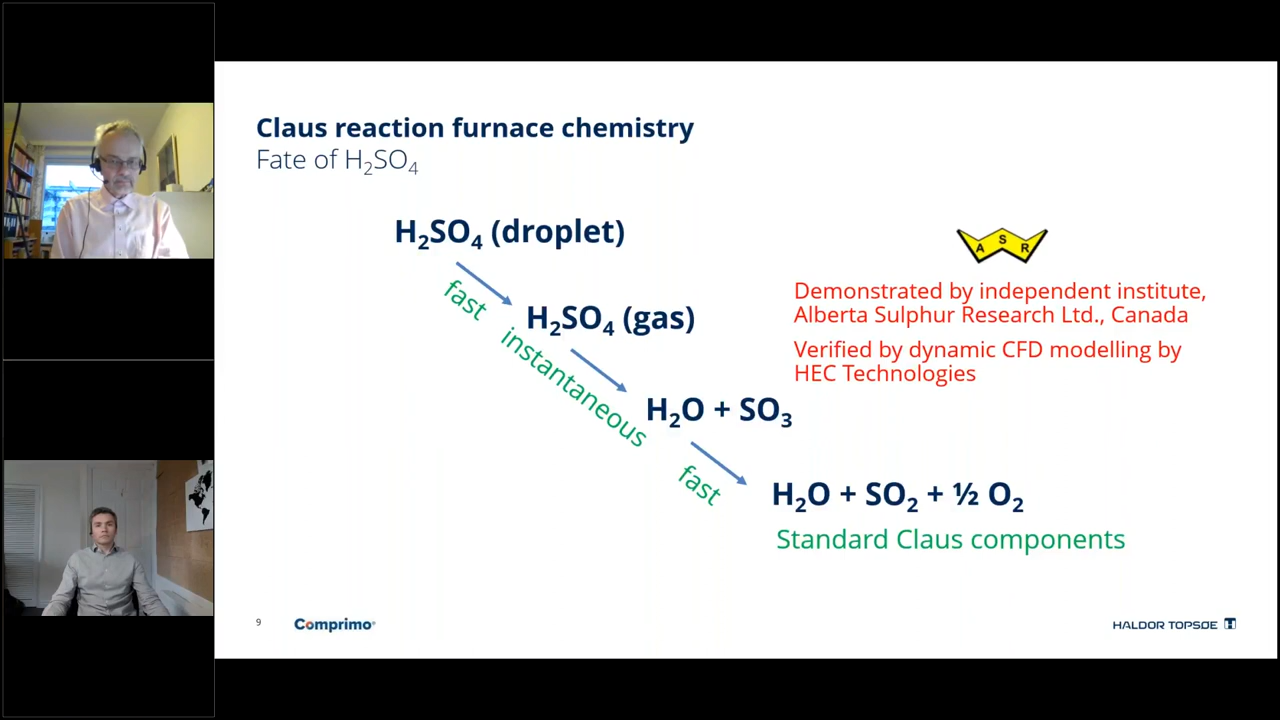 Claus reaction furnace chemistry
Fate of H₂SO₄
H₂SO₄ (droplet)
fast
H₂SO₄ (gas)
instantaneous
H₂O + SO₃
fast
H₂O + SO₂ + ½ O₂
Standard Claus components
A S R
Demonstrated by independent institute,
Alberta Sulphur Research Ltd., Canada
Verified by dynamic CFD modelling by
HEC Technologies
9
Comprimo®
HALDOR TOPSØE